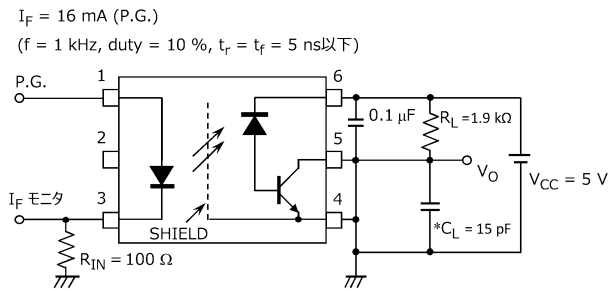 I_F = 16 mA (P.G.)
(f = 1 kHz, duty = 10 %, t_r = t_f = 5 ns以下)
P.G.
1
6
0.1 μF
R_L =1.9 kΩ
2
5
V_O
V_CC = 5 V
I_F モニタ
3
4
*C_L = 15 pF
SHIELD
R_IN = 100 Ω